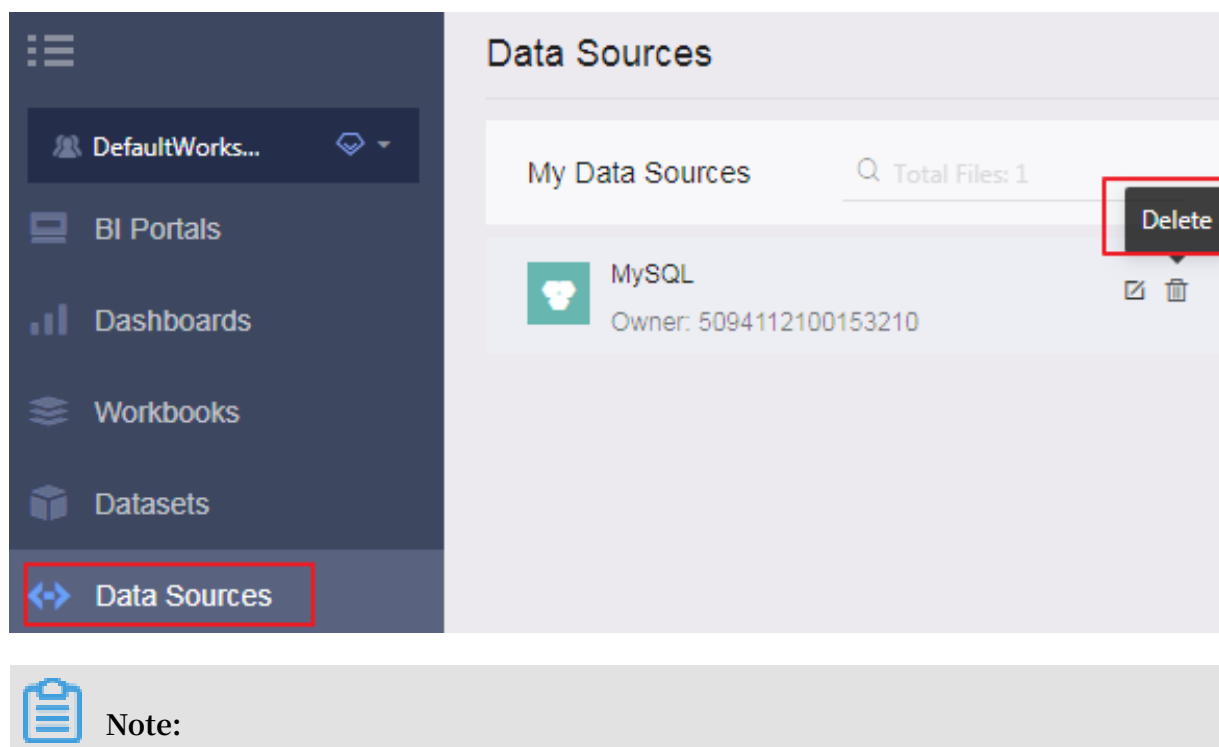 DefaultWorks...
BI Portals
Dashboards
Workbooks
Datasets
Data Sources
Data Sources
My Data Sources
Total Files: 1
Delete
MySQL
Owner: 5094112100153210
Note: